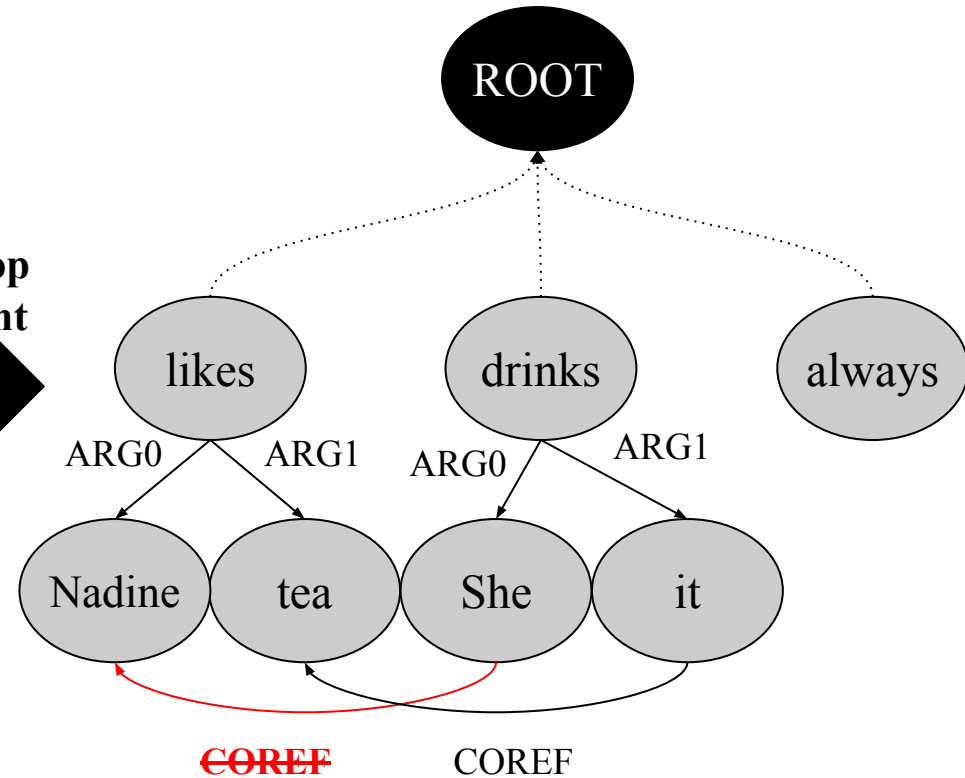 ROOT
likes drinks always
ARG0 ARG1 ARG0 ARG1
Nadine tea She it
COREF COREF